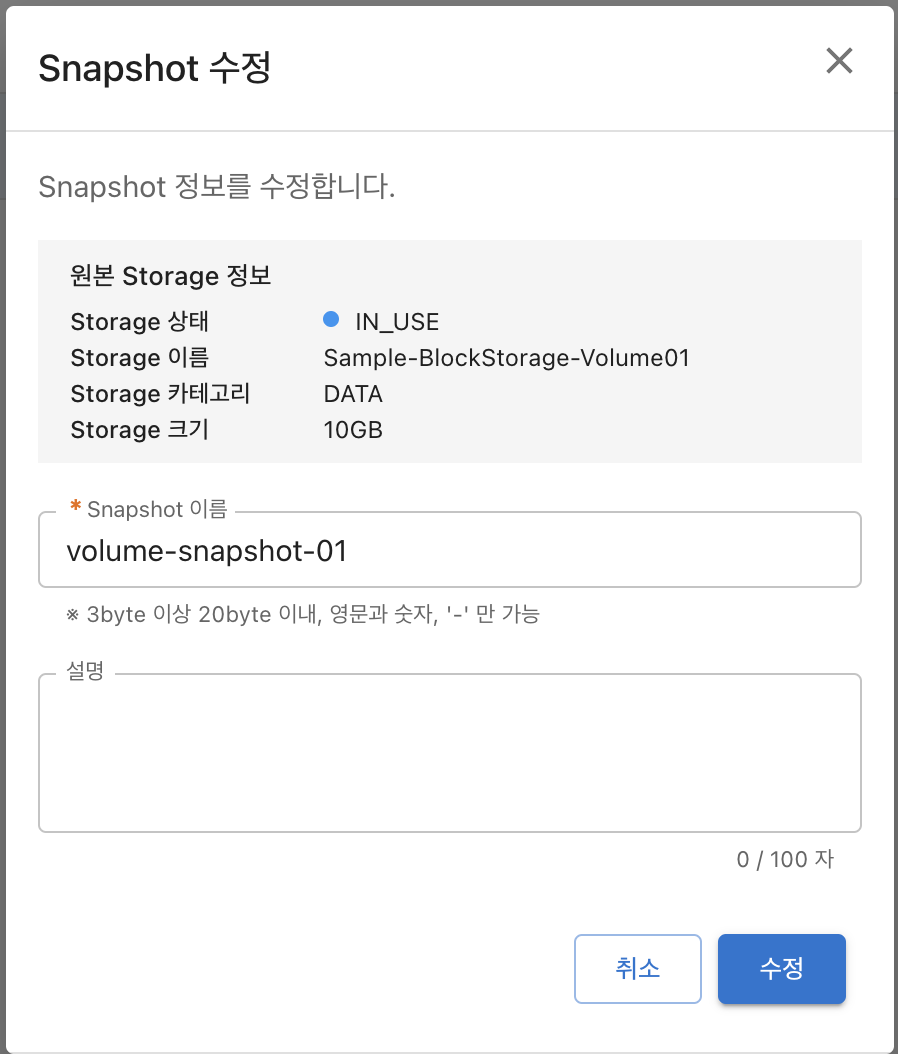 Snapshot 수정
Snapshot 정보를 수정합니다.
원본 Storage 정보
Storage 상태 IN_USE
Storage 이름 Sample-BlockStorage-Volume01
Storage 카테고리 DATA
Storage 크기 10GB
* Snapshot 이름
volume-snapshot-01
※ 3byte 이상 20byte 이내, 영문과 숫자, '-' 만 가능
설명
0 / 100 자
취소 수정